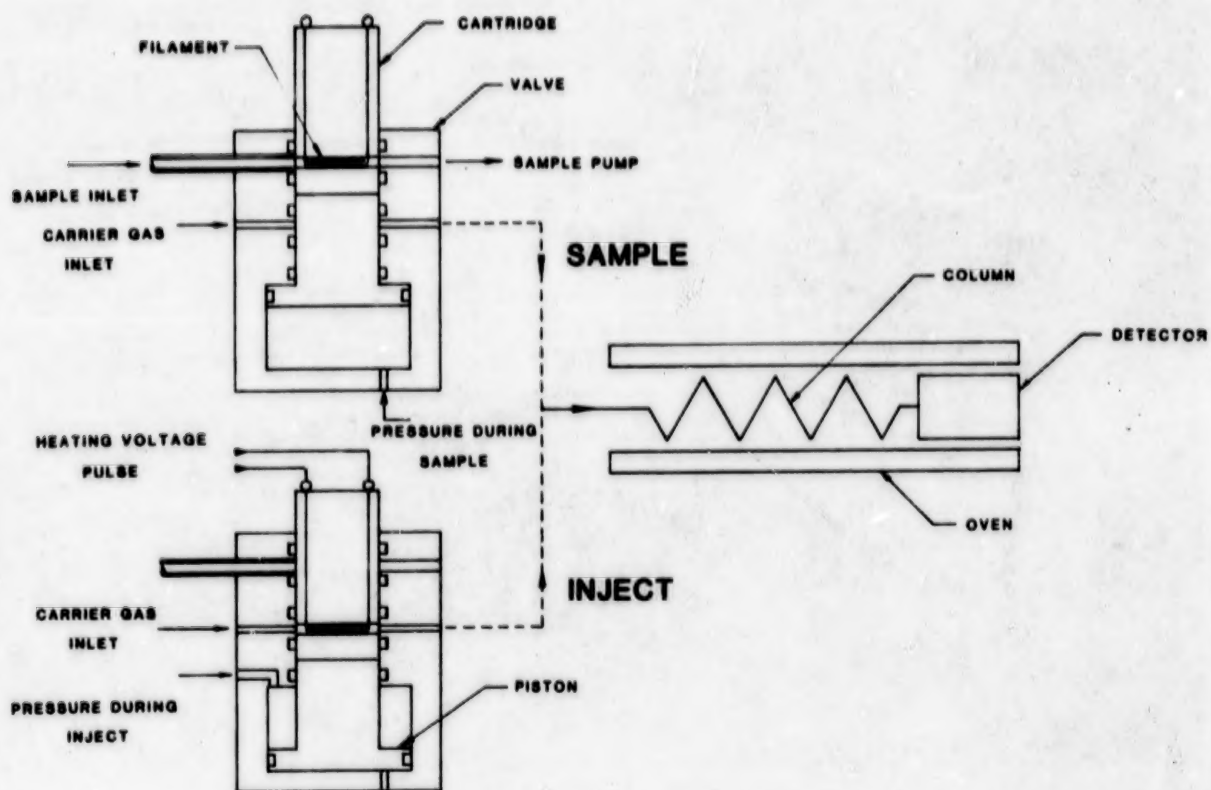 CARTRIDGE
FILAMENT
VALVE
SAMPLE PUMP
SAMPLE INLET
CARRIER GAS
INLET
SAMPLE
COLUMN
DETECTOR
PRESSURE DURING
SAMPLE
HEATING VOLTAGE
PULSE
OVEN
INJECT
CARRIER GAS
INLET
PISTON
PRESSURE DURING
INJECT